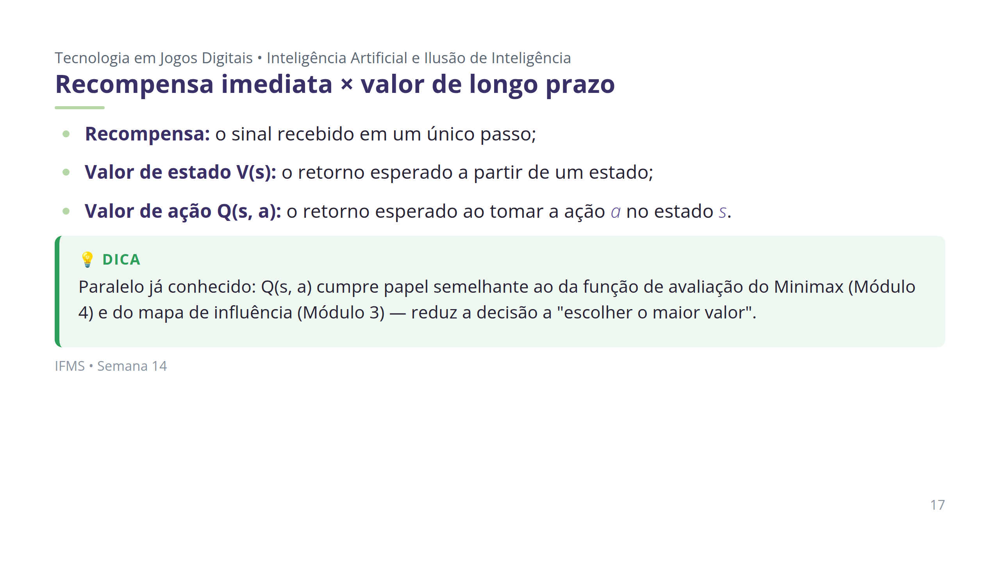 Tecnologia em Jogos Digitais • Inteligência Artificial e Ilusão de Inteligência
Recompensa imediata × valor de longo prazo
• Recompensa: o sinal recebido em um único passo;
• Valor de estado V(s): o retorno esperado a partir de um estado;
• Valor de ação Q(s, a): o retorno esperado ao tomar a ação a no estado s.
💡 DICA
Paralelo já conhecido: Q(s, a) cumpre papel semelhante ao da função de avaliação do Minimax (Módulo
4) e do mapa de influência (Módulo 3) — reduz a decisão a "escolher o maior valor".
IFMS • Semana 14
17